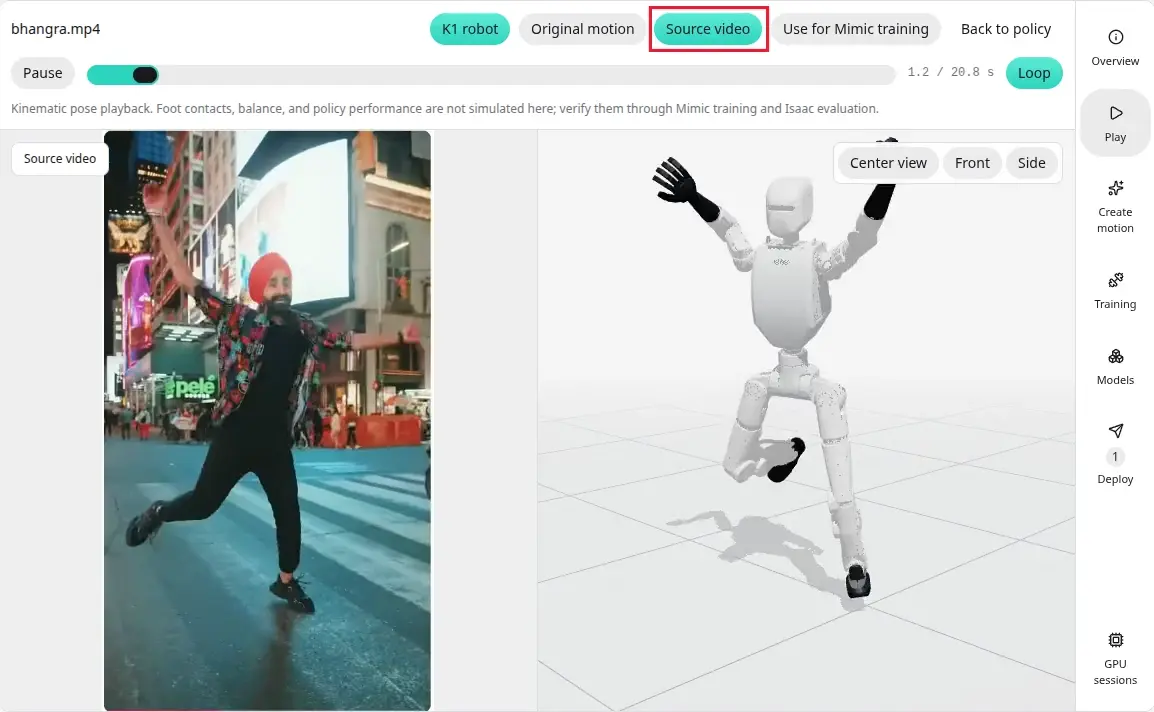 bhangra.mp4
K1 robot
Original motion
Source video
Use for Mimic training
Back to policy
Pause
1.2 / 20.8 s
Loop
Kinematic pose playback. Foot contacts, balance, and policy performance are not simulated here; verify them through Mimic training and Isaac evaluation.
Source video
pele
Center view
Front
Side
Overview
Play
Create
motion
Training
Models
1
Deploy
GPU
sessions